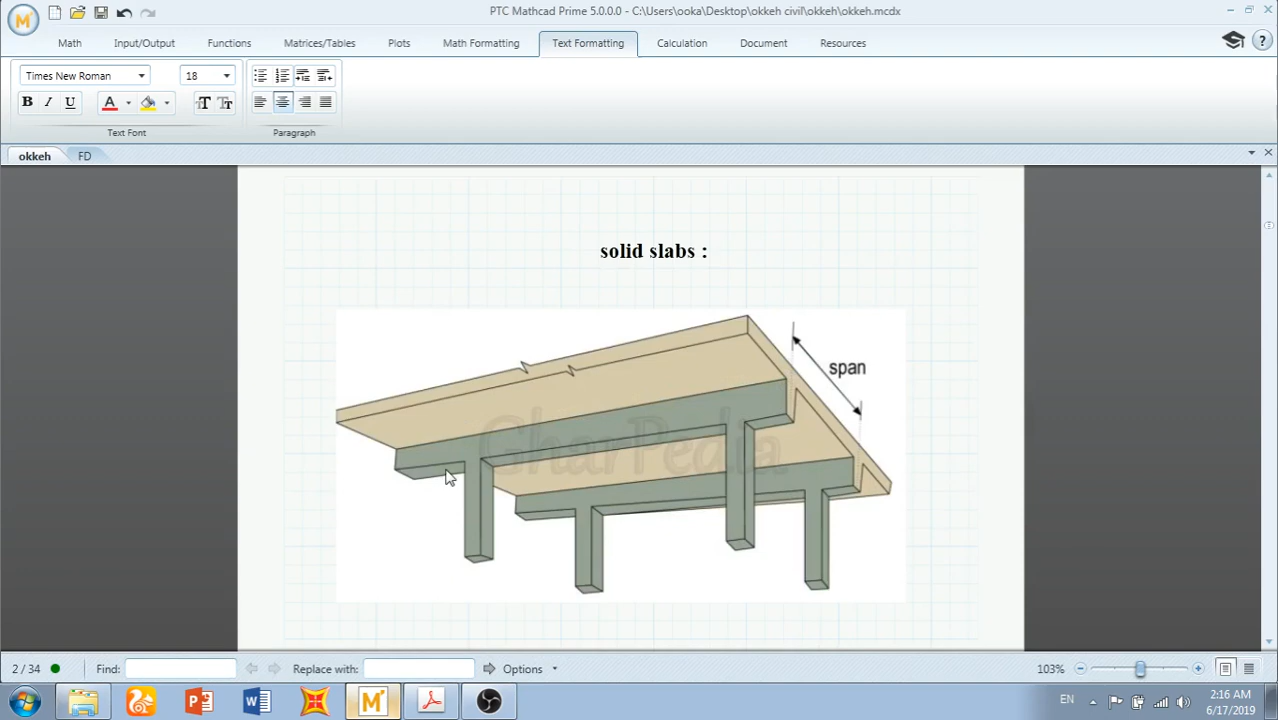 PTC Mathcad Prime 5.0.0.0 - C:\Users\ooka\Desktop\okkeh civil\okkeh.mcdx
Math Input/Output Functions Matrices/Tables Plots Math Formatting Text Formatting Calculation Document Resources
Times New Roman 18
B I U A
Text Font Paragraph
okkeh FD
solid slabs :
span
GharPedia
2 / 34 Find: Replace with: Options 103%
EN 2:16 AM
6/17/2019